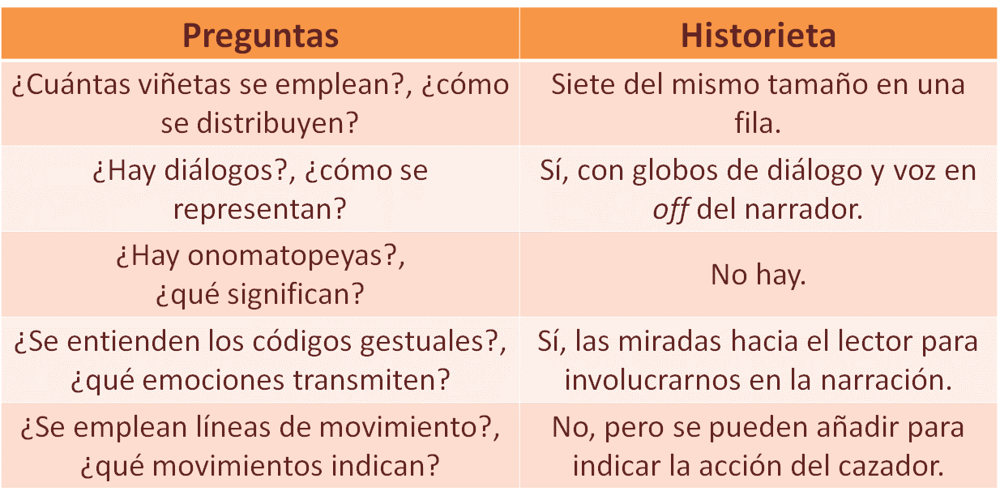 Preguntas
Historieta
¿Cuántas viñetas se emplean?, ¿cómo
se distribuyen?
Siete del mismo tamaño en una
fila.
¿Hay diálogos?, ¿cómo se
representan?
Sí, con globos de diálogo y voz en
off del narrador.
¿Hay onomatopeyas?,
¿qué significan?
No hay.
¿Se entienden los códigos gestuales?,
¿qué emociones transmiten?
Sí, las miradas hacia el lector para
involucrarnos en la narración.
¿Se emplean líneas de movimiento?,
¿qué movimientos indican?
No, pero se pueden añadir para
indicar la acción del cazador.